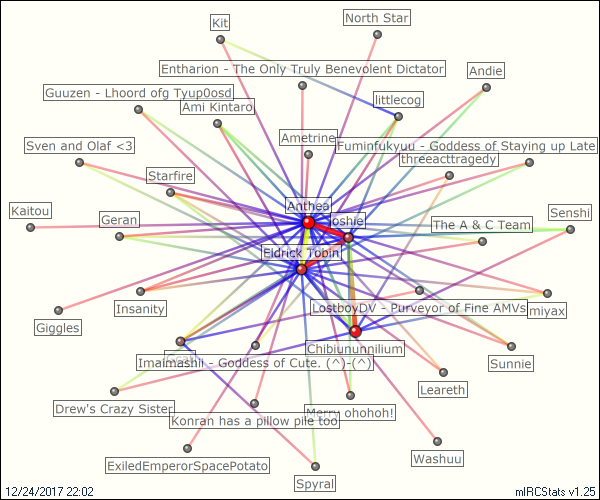 Kit
North Star
Entharion - The Only Truly Benevolent Dictator
Andie
Guuzen - Lhoord ofg Tyup0osd
Ami Kintaro
littlecog
Ametrine
Sven and Olaf <3
Fuminfukyuu - Goddess of Staying up Late
threeacttragedy
Starfire
Kaitou
Anthea
Senshi
Geran
Joshie
The A & C Team
Eldrick Tobin
Insanity
LostboyDV - Purveyor of Fine AMVs
miyax
Giggles
Chibiununnilium
Imaimashii - Goddess of Cute. (^)-(^)
Sunnie
Leareth
Drew's Crazy Sister
Merry ohohoh!
Konran has a pillow pile too
Washuu
ExiledEmperorSpacePotato
Spyral
12/24/2017 22:02
mIRCStats v1.25